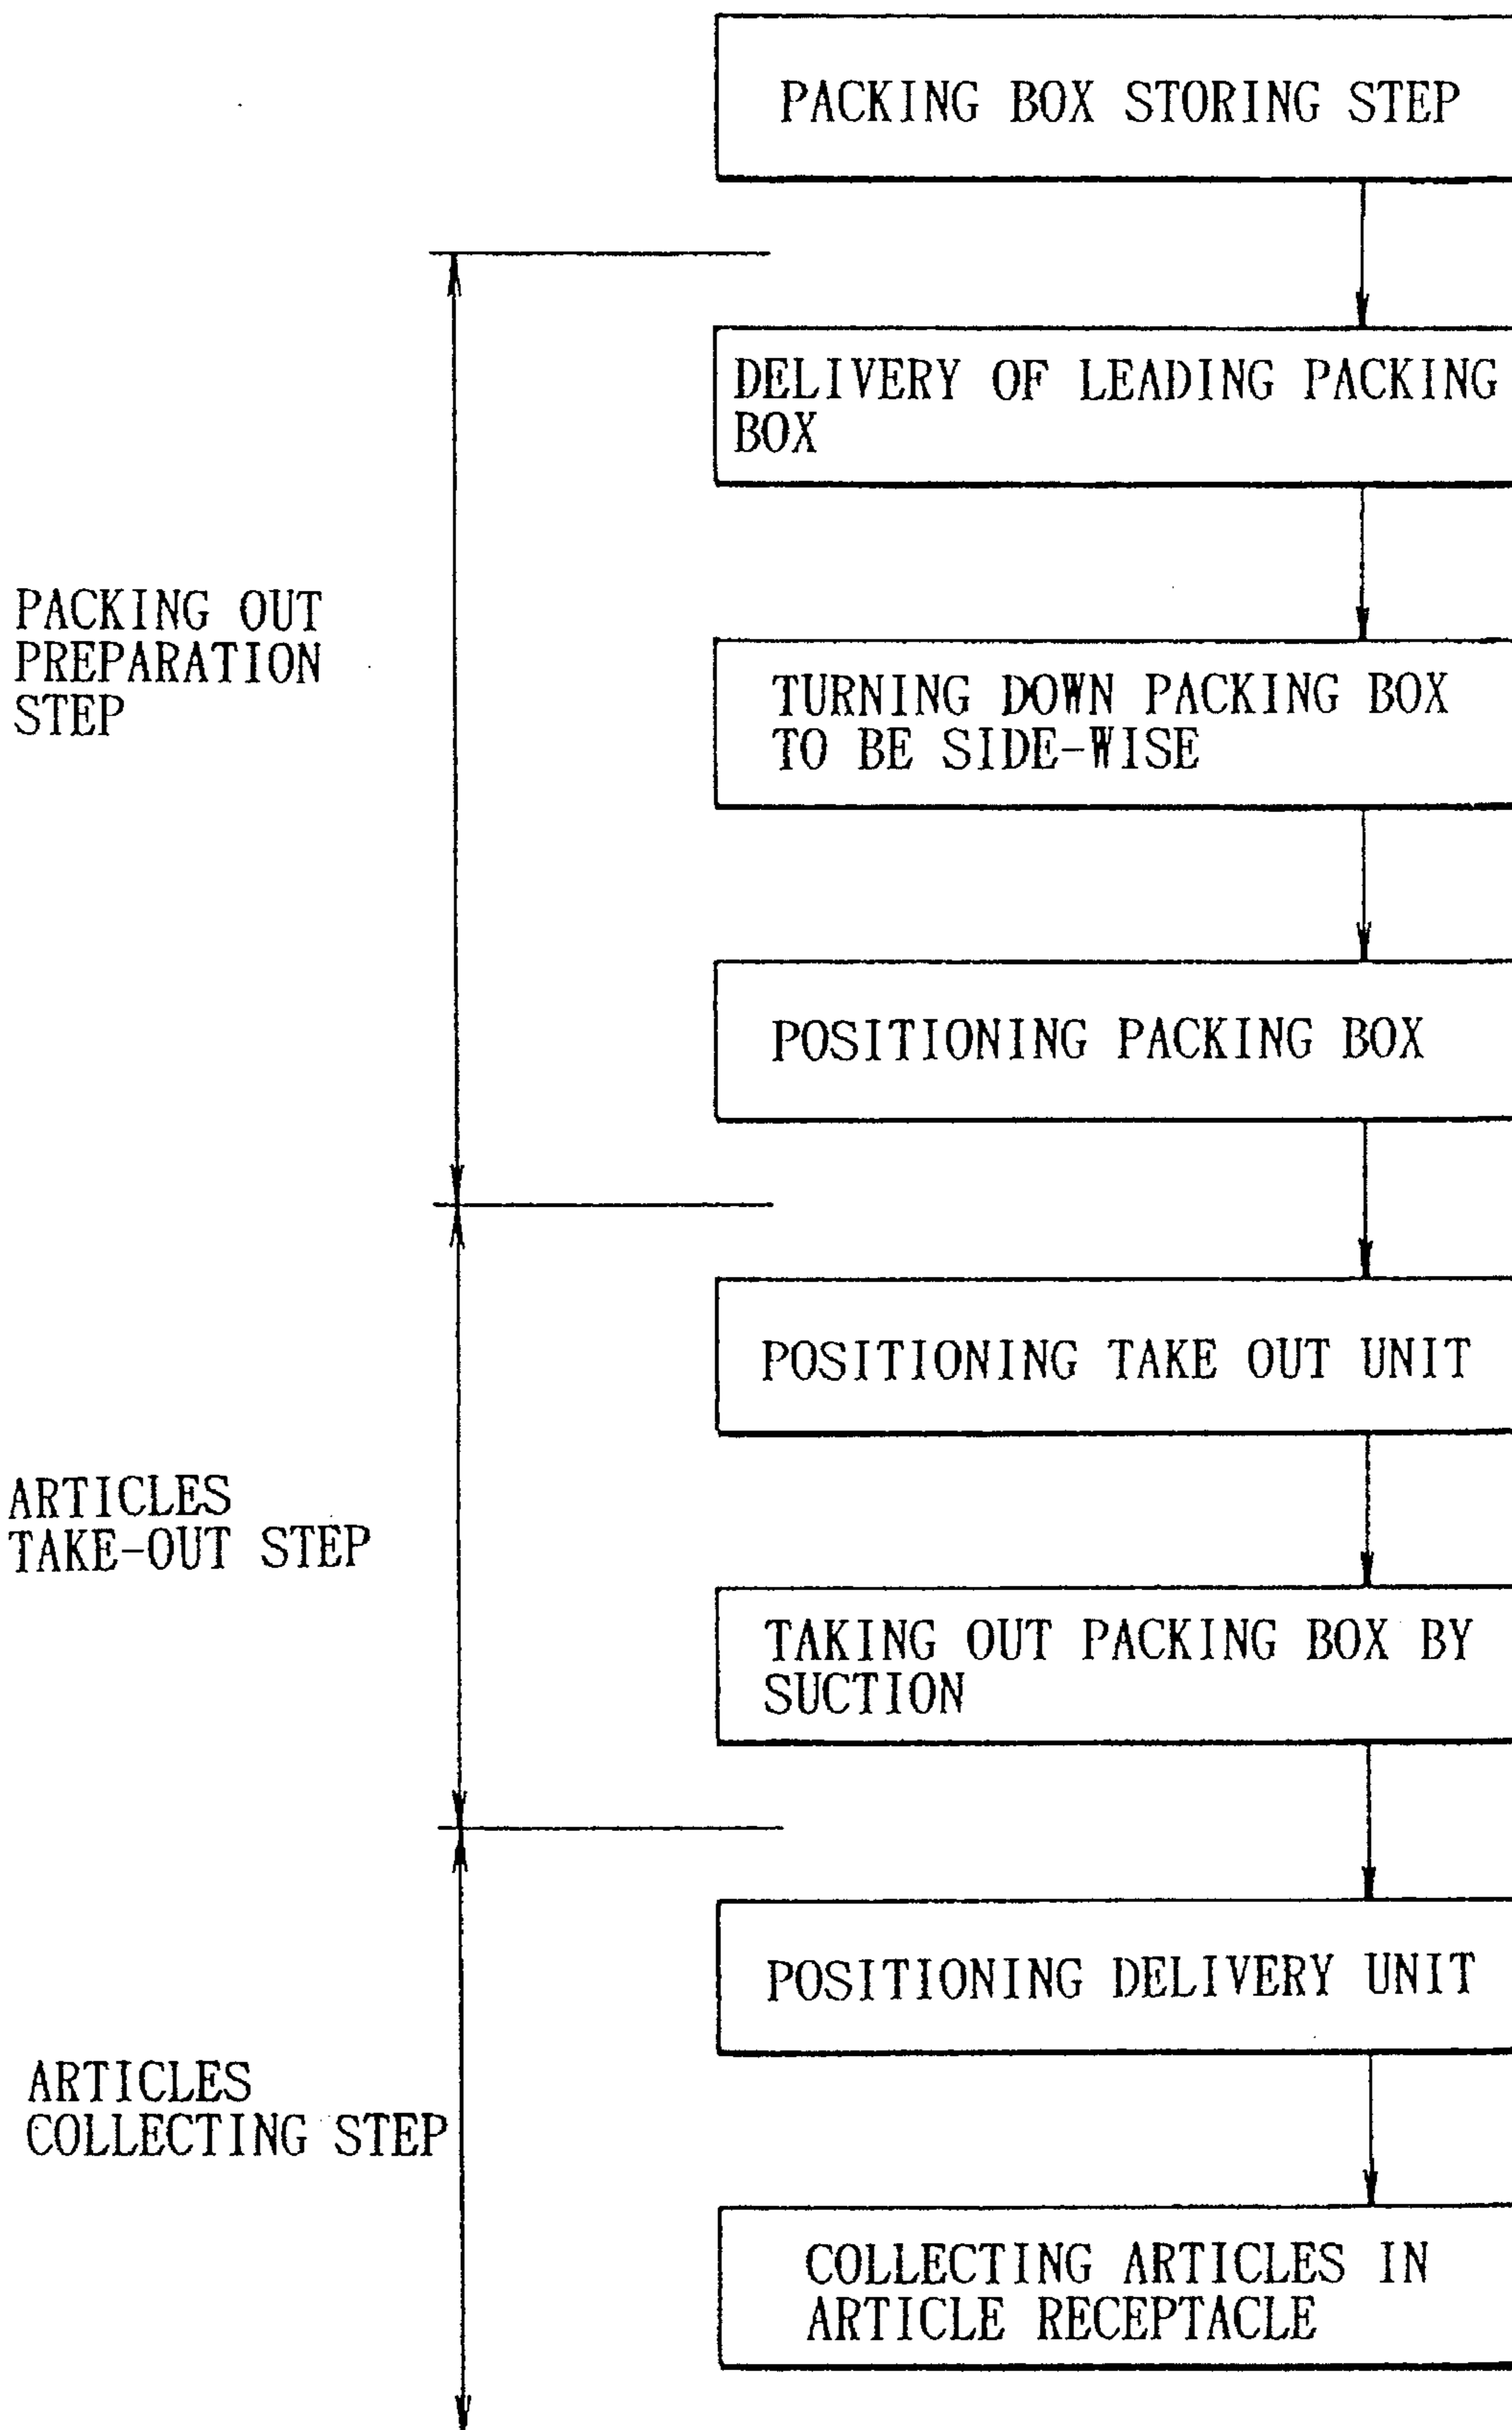 PACKING BOX STORING STEP
DELIVERY OF LEADING PACKING
BOX
PACKING OUT
PREPARATION
STEP
TURNING DOWN PACKING BOX
TO BE SIDE-WISE
POSITIONING PACKING BOX
POSITIONING TAKE OUT UNIT
ARTICLES
TAKE-OUT STEP
TAKING OUT PACKING BOX BY
SUCTION
POSITIONING DELIVERY UNIT
ARTICLES
COLLECTING STEP
COLLECTING ARTICLES IN
ARTICLE RECEPTACLE